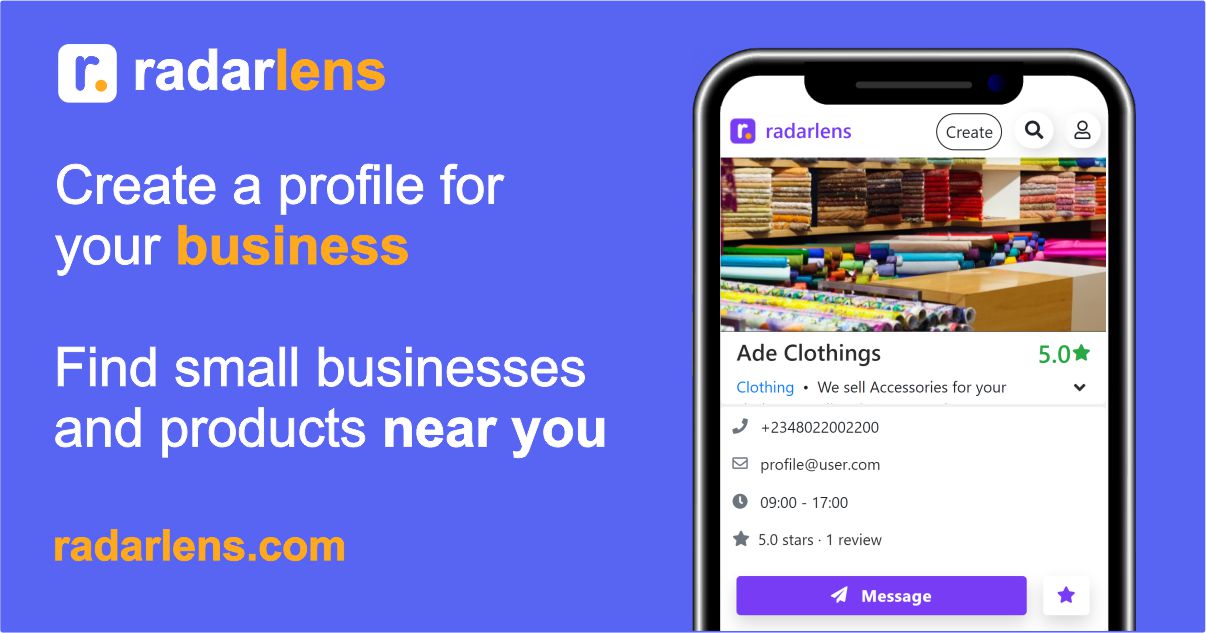 r. radarlens
Create a profile for
your business
Find small businesses
and products near you
radarlens.com
r. radarlens
Create
Ade Clothings
5.0
Clothing • We sell Accessories for your
+2348022002200
profile@user.com
09:00 - 17:00
5.0 stars · 1 review
Message